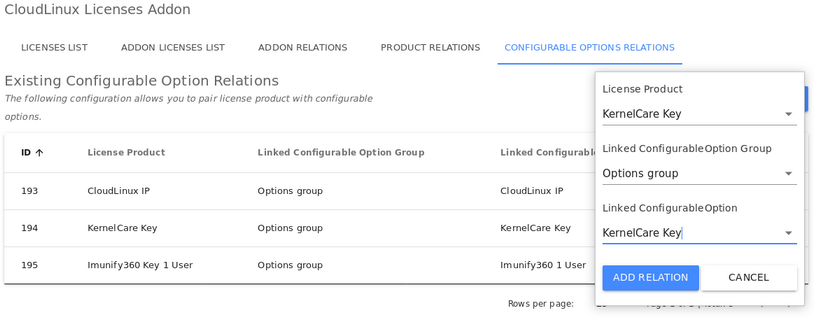 CloudLinux Licenses Addon
LICENSES LIST ADDON LICENSES LIST ADDON RELATIONS PRODUCT RELATIONS CONFIGURABLE OPTIONS RELATIONS
Existing Configurable Option Relations
The following configuration allows you to pair license product with configurable
options.
ID License Product Linked Configurable Option Group Linked Configurable
193 CloudLinux IP Options group CloudLinux IP
194 KernelCare Key Options group KernelCare Key
195 Imunify360 Key 1 User Options group Imunify360 1 User
Rows per page:
License Product
KernelCare Key
Linked ConfigurableOption Group
Options group
Linked ConfigurableOption
KernelCare Key
ADD RELATION CANCEL